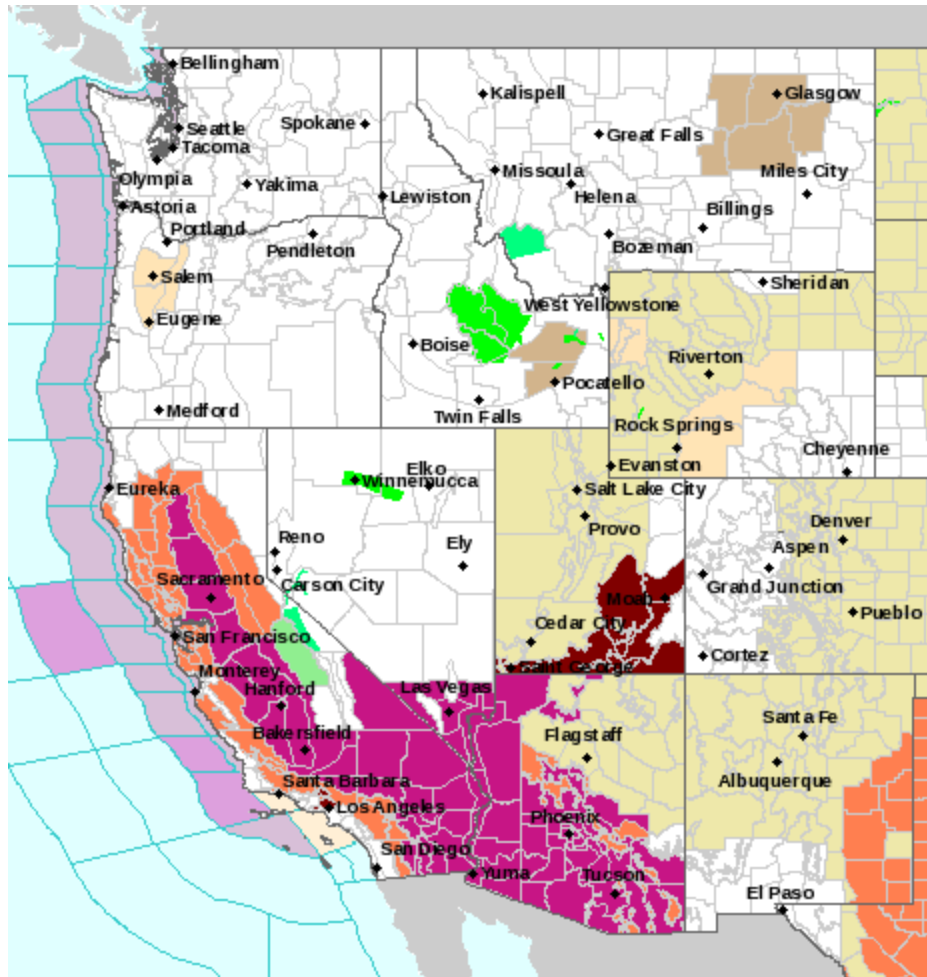 Bellingham
Seattle
Spokane
Kalispell
Glasgow
Tacoma
Great Falls
Olympia
Yakima
Missoula
Miles City
Lewiston
Helena
Astoria
Billings
Portland
Pendleton
Bozeman
Salem
Sheridan
West Yellowstone
Eugene
Boise
Riverton
Pocatello
Medford
Twin Falls
Rock Springs
Cheyenne
Elko
Evanston
Eureka
Winnemucca
Salt Lake City
Provo
Denver
Reno
Ely
Aspen
Sacramento
Carson City
Grand Junction
Moab
Pueblo
Cedar City
San Francisco
Cortez
Saint George
Monterey
Hanford
Las Vegas
Santa Fe
Bakersfield
Flagstaff
Albuquerque
Santa Barbara
Los Angeles
Phoenix
San Diego
Yuma
Tucson
El Paso